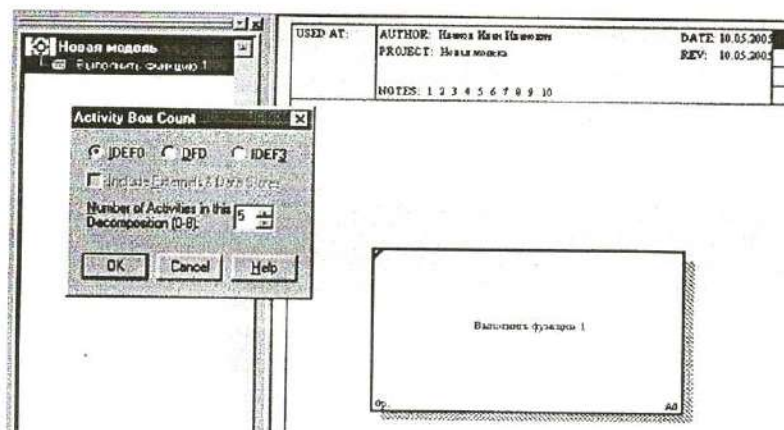 Новая модель
Выполнить функцию 1
Activity Box Count
IDEF0 DFD IDEF3
Include Externals & Data Stores
Number of Activities in this
Decomposition (0-8): 5
OK Cancel Help
USED AT:
AUTHOR: Иванов Иван Иванович
PROJECT: Новая модель
NOTES: 1 2 3 4 5 6 7 8 9 10
DATE: 10.05.2005
REV: 10.05.2005
Выполнить функцию 1
0р.
A0